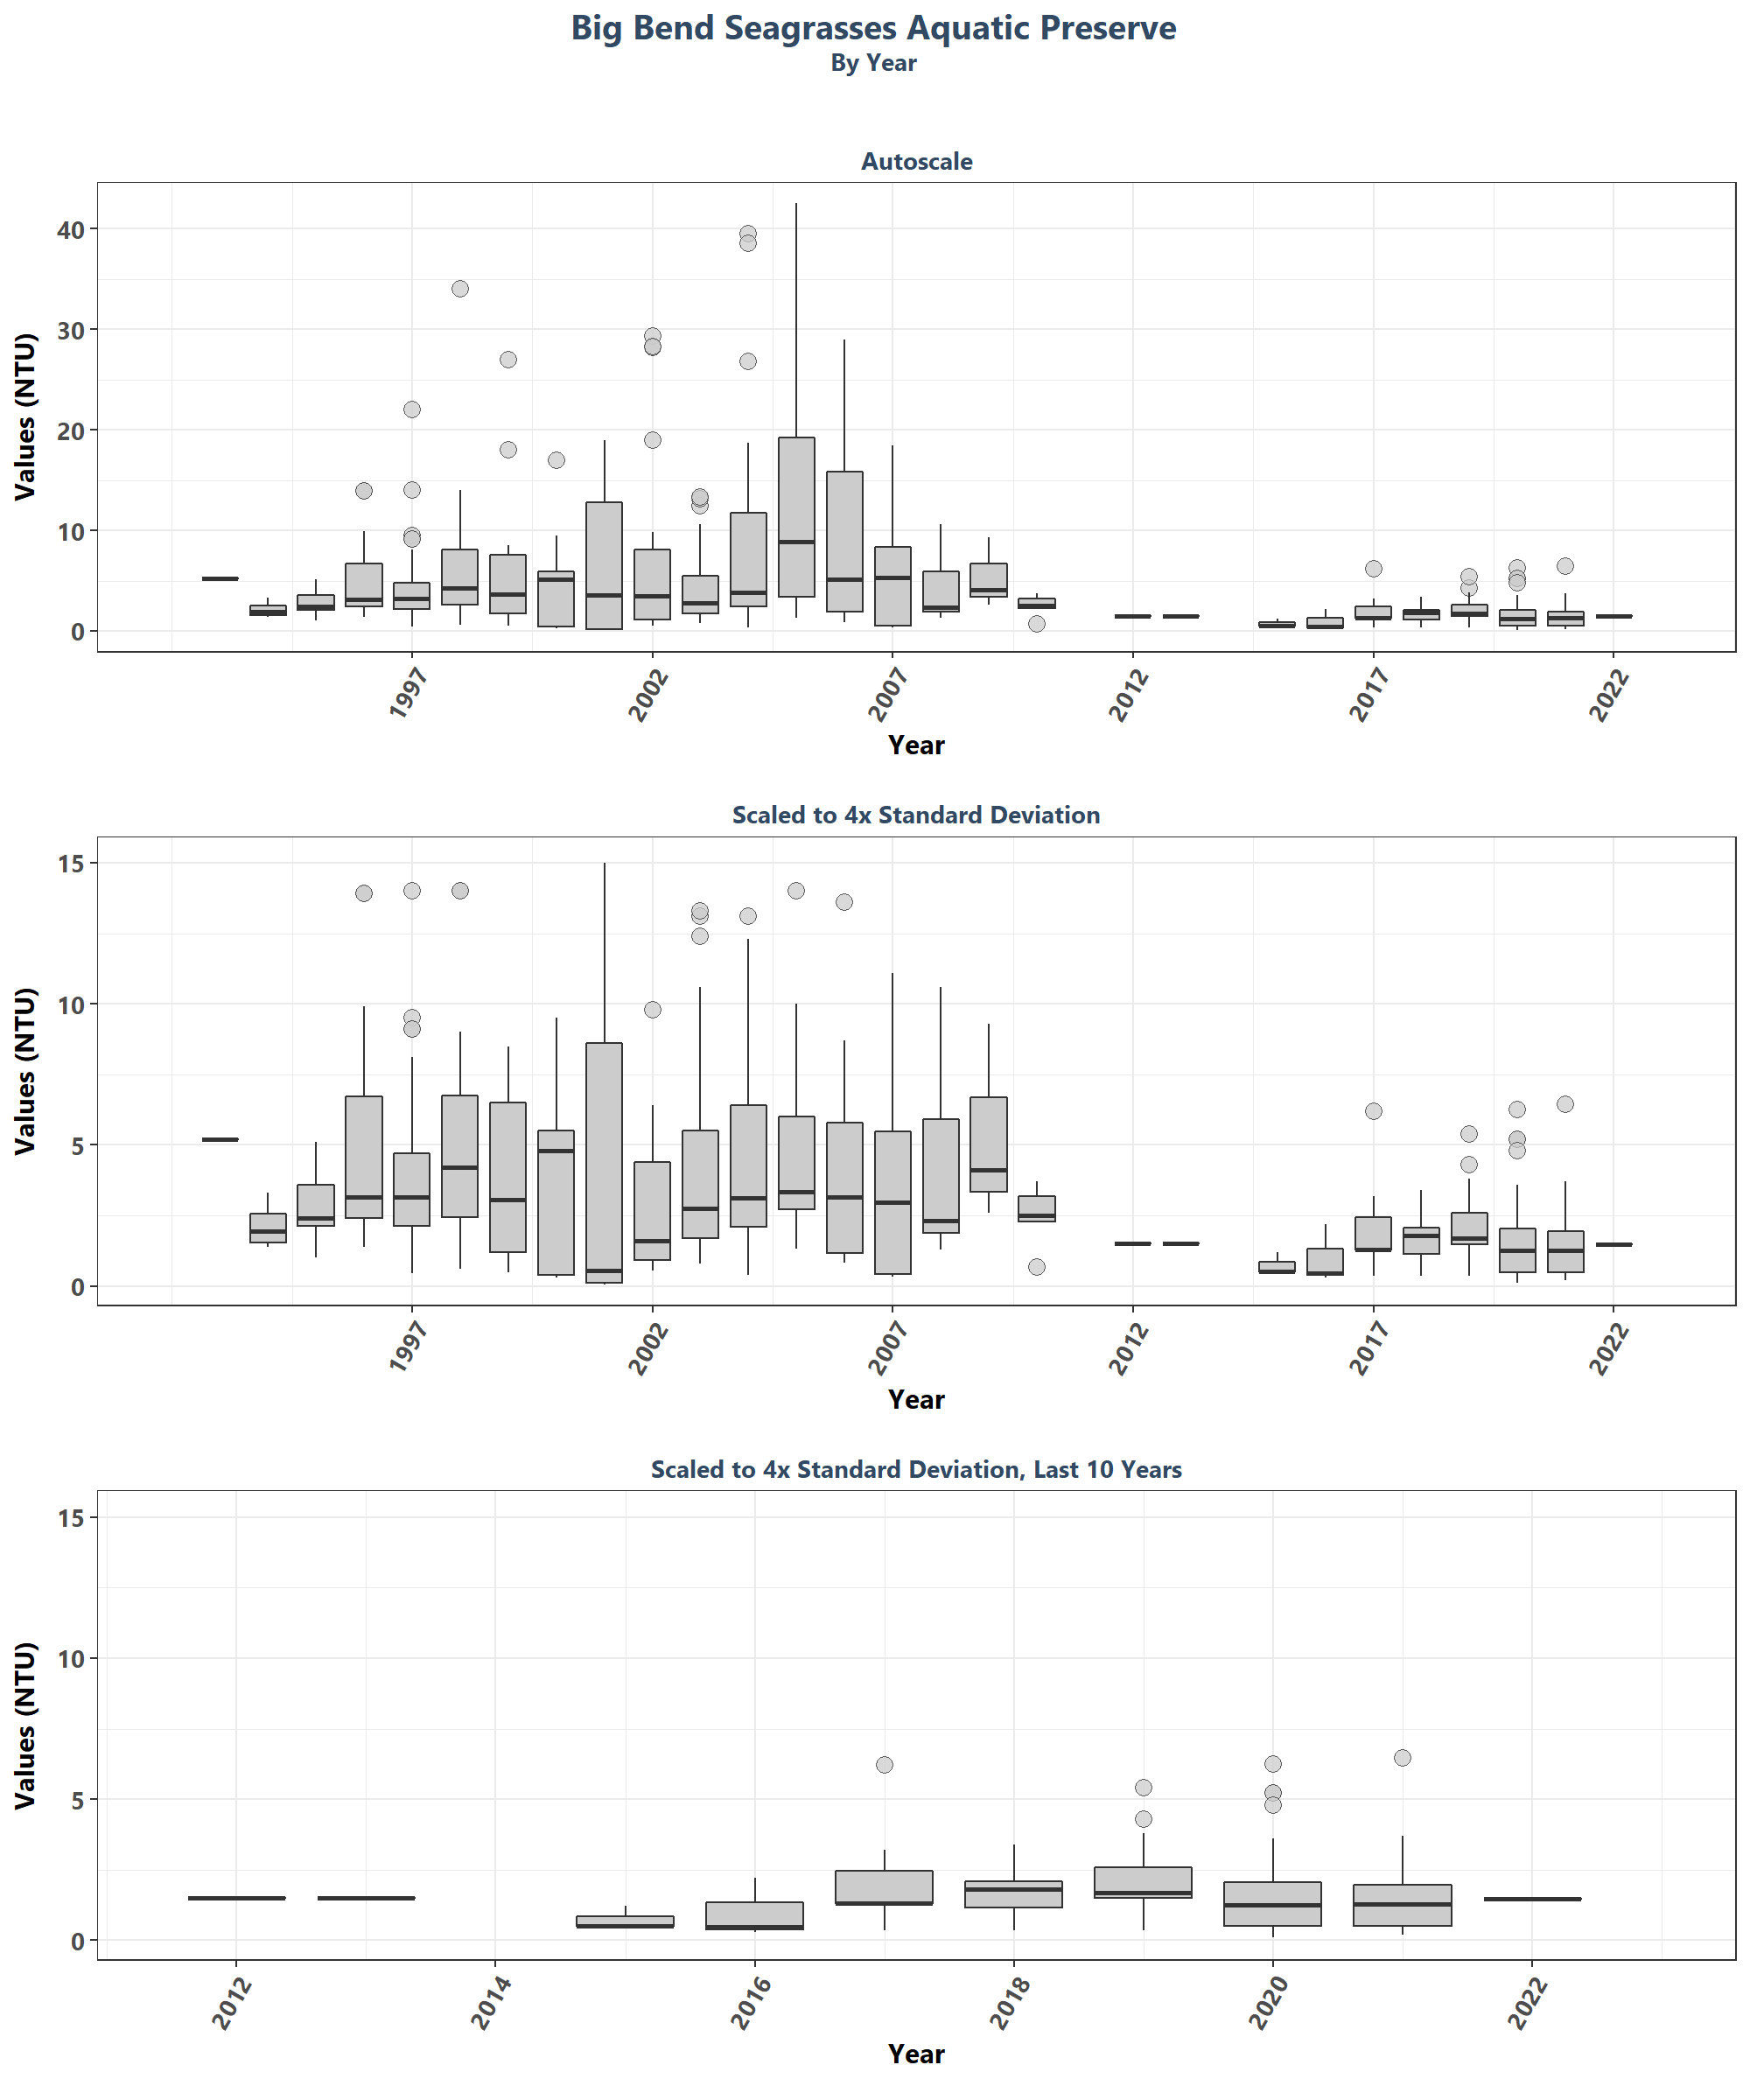 Big Bend Seagrasses Aquatic Preserve
By Year
Autoscale
Values (NTU)
40
30
20
10
0
1997
2002
2007
2012
2017
2022
Year
Scaled to 4x Standard Deviation
Values (NTU)
15
10
5
0
1997
2002
2007
2012
2017
2022
Year
Scaled to 4x Standard Deviation, Last 10 Years
Values (NTU)
15
10
5
0
2012
2014
2016
2018
2020
2022
Year